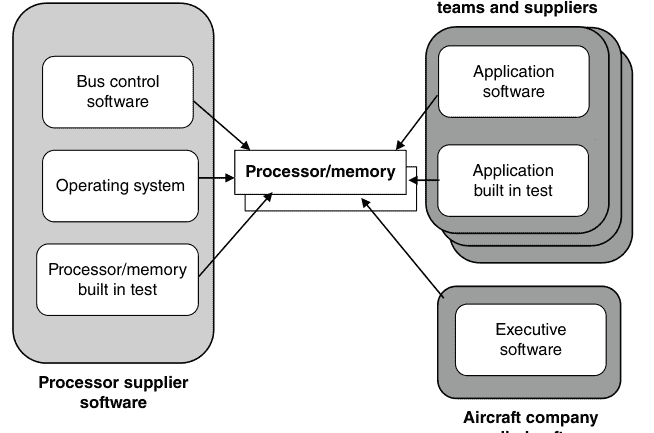 teams and suppliers
Bus control
software
Operating system
Processor/memory
built in test
Processor supplier
software
Processor/memory
Application
software
Application
built in test
Executive
software
Aircraft company